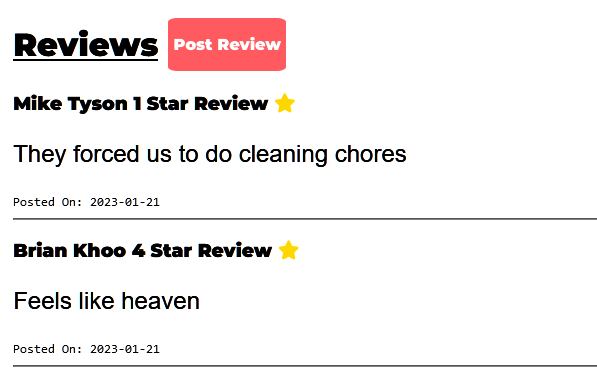 Reviews Post Review
Mike Tyson 1 Star Review
They forced us to do cleaning chores
Posted On: 2023-01-21
Brian Khoo 4 Star Review
Feels like heaven
Posted On: 2023-01-21